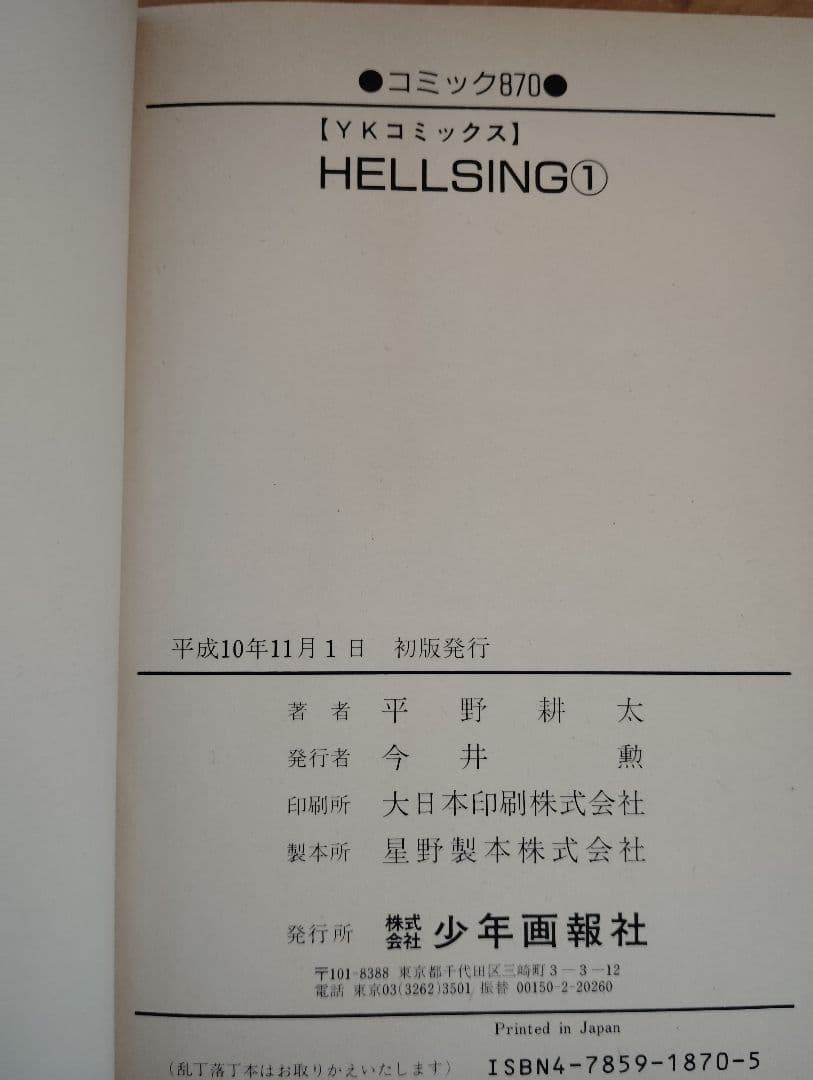 ●コミック870●
【YKコミックス】
HELLSING①
平成10年11月1日 初版発行
著者 平野耕太
発行者 今井勲
印刷所 大日本印刷株式会社
製本所 星野製本株式会社
発行所 株式会社 少年画報社
〒101-8388 東京都千代田区三崎町3-3-12
電話 東京03(3262)3501 振替 00150-2-20260
Printed in Japan
(乱丁落丁本はお取りかえいたします) ISBN4-7859-1870-5